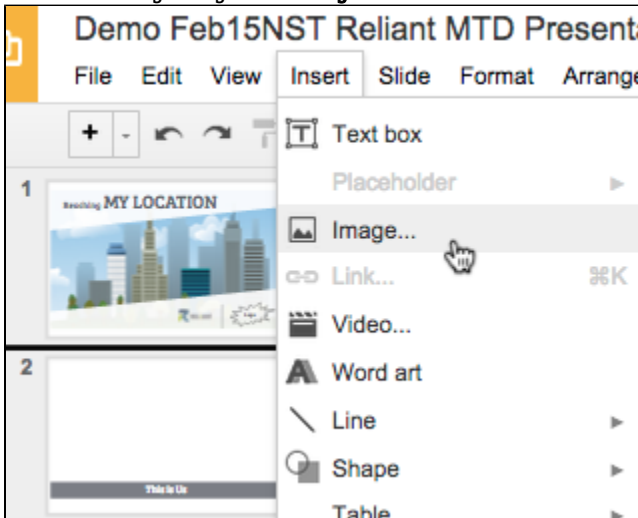 Demo Feb15NST Reliant MTD Presenta
File Edit View Insert Slide Format Arrange
Text box
Placeholder
1
Reaching MY LOCATION
Image...
Link... ⌘K
Video...
2
Word art
Line
Shape
This is Us
Table